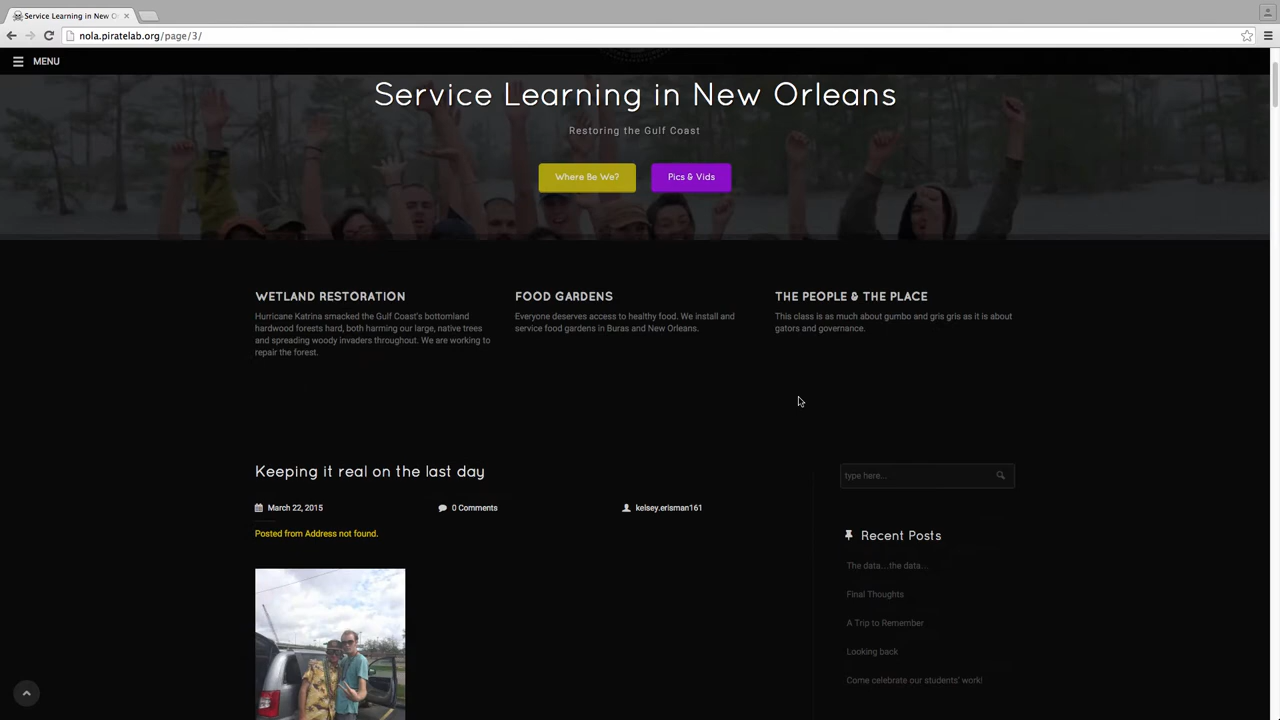 Service Learning in New O
nola.piratelab.org/page/3/
MENU
Service Learning in New Orleans
Restoring the Gulf Coast
Where Be We?
Pics & Vids
WETLAND RESTORATION
Hurricane Katrina smacked the Gulf Coast's bottomland
hardwood forests hard, both harming our large, native trees
and spreading woody invaders throughout. We are working to
repair the forest.
FOOD GARDENS
Everyone deserves access to healthy food. We install and
service food gardens in Buras and New Orleans.
THE PEOPLE & THE PLACE
This class is as much about gumbo and gris gris as it is about
gators and governance.
Keeping it real on the last day
March 22, 2015
0 Comments
kelsey.erisman161
Posted from Address not found.
type here...
Recent Posts
The data...the data...
Final Thoughts
A Trip to Remember
Looking back
Come celebrate our students' work!